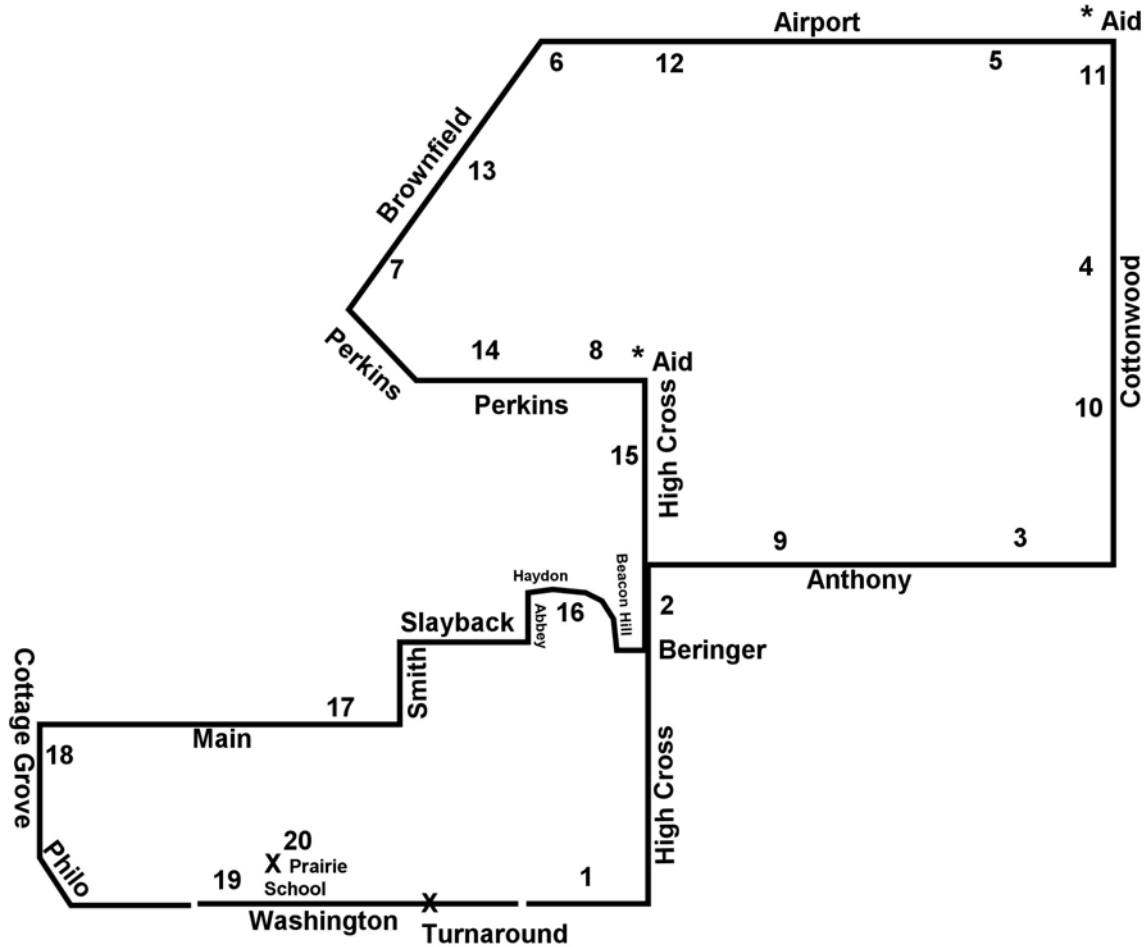 * Aid
Airport
6
12
5
11
Brownfield
13
7
4
Cottonwood
Perkins
14
8
* Aid
Perkins
High Cross
10
15
9
3
Anthony
Haydon
16
Abbey
Beacon Hill
2
Slayback
Beringer
Smith
Cottage Grove
17
Main
18
High Cross
Philo
20
X Prairie
School
19
1
X
Washington
Turnaround